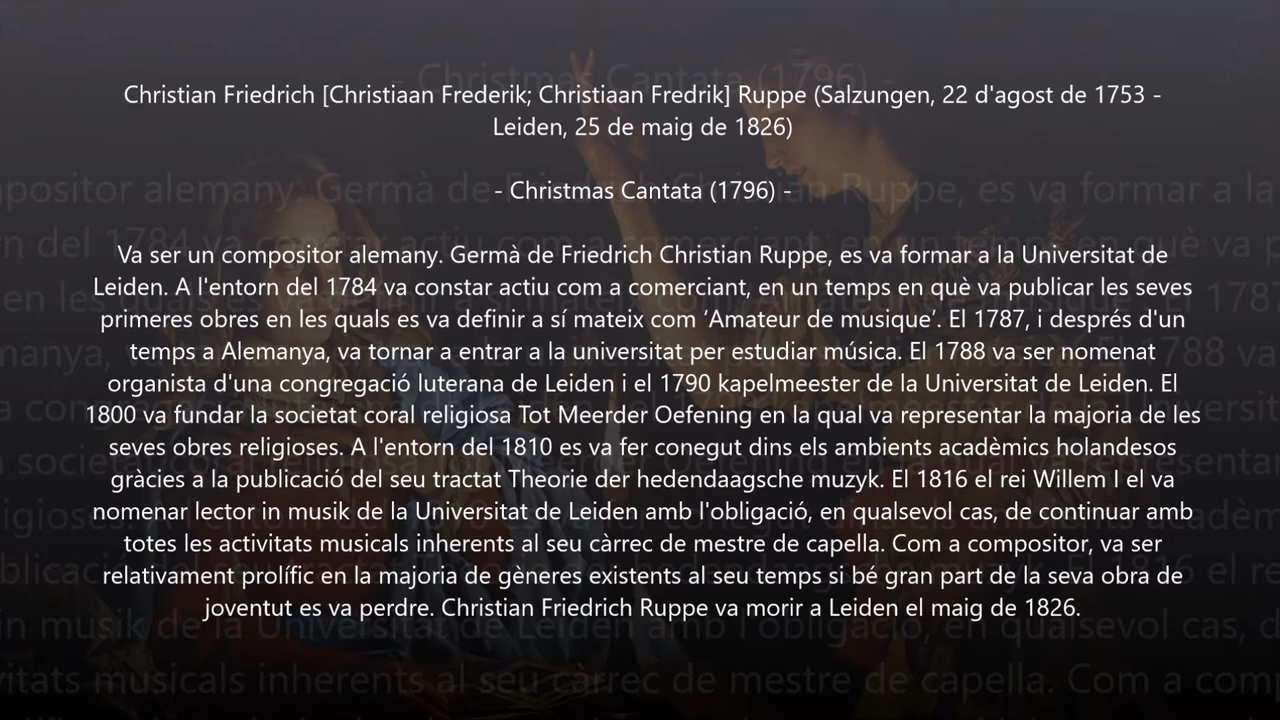 Christian Friedrich [Christiaan Frederik; Christiaan Fredrik] Ruppe (Salzungen, 22 d'agost de 1753 -
Leiden, 25 de maig de 1826)
- Christmas Cantata (1796) -
Va ser un compositor alemany. Germà de Friedrich Christian Ruppe, es va formar a la Universitat de
Leiden. A l'entorn del 1784 va constar actiu com a comerciant, en un temps en què va publicar les seves
primeres obres en les quals es va definir a sí mateix com ‘Amateur de musique’. El 1787, i després d'un
temps a Alemanya, va tornar a entrar a la universitat per estudiar música. El 1788 va ser nomenat
organista d'una congregació luterana de Leiden i el 1790 kapelmeester de la Universitat de Leiden. El
1800 va fundar la societat coral religiosa Tot Meerder Oefening en la qual va representar la majoria de les
seves obres religioses. A l'entorn del 1810 es va fer conegut dins els ambients acadèmics holandesos
gràcies a la publicació del seu tractat Theorie der hedendaagsche muzyk. El 1816 el rei Willem I el va
nomenar lector in musik de la Universitat de Leiden amb l'obligació, en qualsevol cas, de continuar amb
totes les activitats musicals inherents al seu càrrec de mestre de capella. Com a compositor, va ser
relativament prolífic en la majoria de gèneres existents al seu temps si bé gran part de la seva obra de
joventut es va perdre. Christian Friedrich Ruppe va morir a Leiden el maig de 1826.